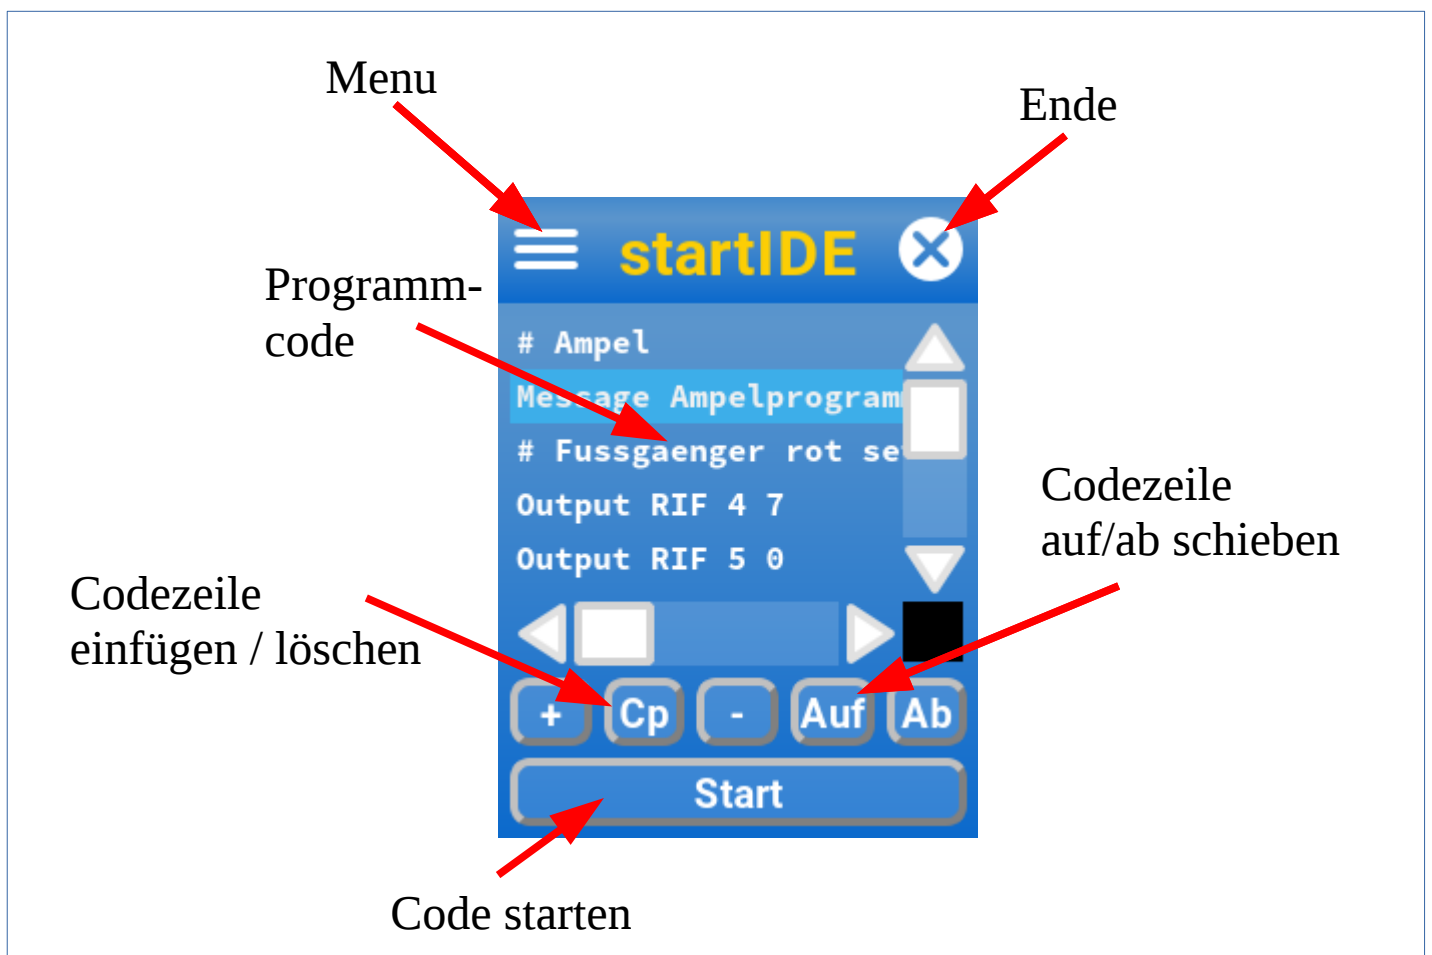 Menu
Ende
startIDE
Programm-
code
# Ampel
Message Ampelprogram
# Fussgaenger rot se
Output RIF 4 7
Output RIF 5 0
Codezeile
auf/ab schieben
Codezeile
einfügen / löschen
+ Cp - Auf Ab
Start
Code starten